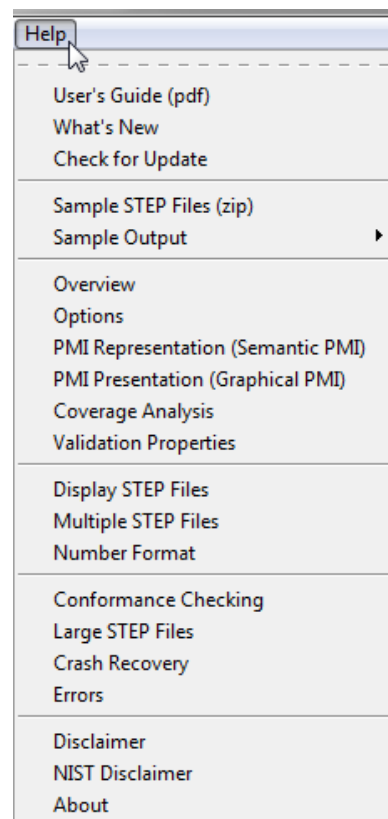 Help
User's Guide (pdf)
What's New
Check for Update
Sample STEP Files (zip)
Sample Output
Overview
Options
PMI Representation (Semantic PMI)
PMI Presentation (Graphical PMI)
Coverage Analysis
Validation Properties
Display STEP Files
Multiple STEP Files
Number Format
Conformance Checking
Large STEP Files
Crash Recovery
Errors
Disclaimer
NIST Disclaimer
About